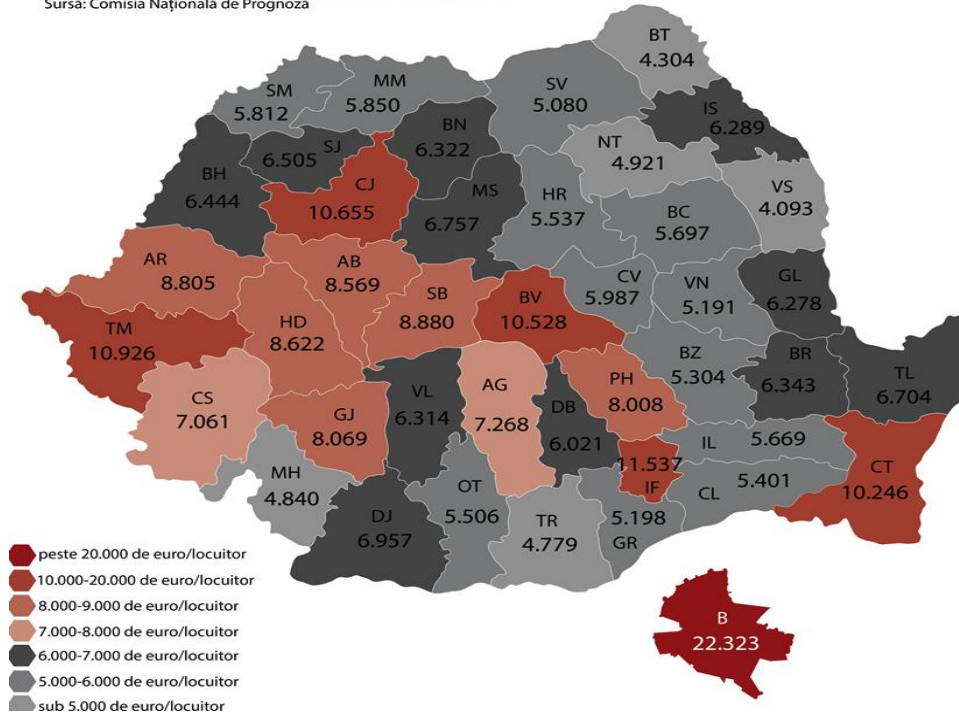 Sursă: Comisia Națională de Prognoză
BT
4.304
SM
5.812
MM
5.850
SV
5.080
IS
6.289
BN
6.322
SJ
6.505
NT
4.921
BH
6.444
CJ
10.655
MS
6.757
HR
5.537
BC
5.697
VS
4.093
AR
8.805
AB
8.569
SB
8.880
BV
10.528
CV
5.987
VN
5.191
GL
6.278
TM
10.926
HD
8.622
BZ
5.304
BR
6.343
TL
6.704
CS
7.061
GJ
8.069
VL
6.314
AG
7.268
DB
6.021
PH
8.008
IL
5.669
11.537
IF
CL
5.401
CT
10.246
MH
4.840
DJ
6.957
OT
5.506
TR
4.779
5.198
GR
B
22.323
peste 20.000 de euro/locuitor
10.000-20.000 de euro/locuitor
8.000-9.000 de euro/locuitor
7.000-8.000 de euro/locuitor
6.000-7.000 de euro/locuitor
5.000-6.000 de euro/locuitor
sub 5.000 de euro/locuitor